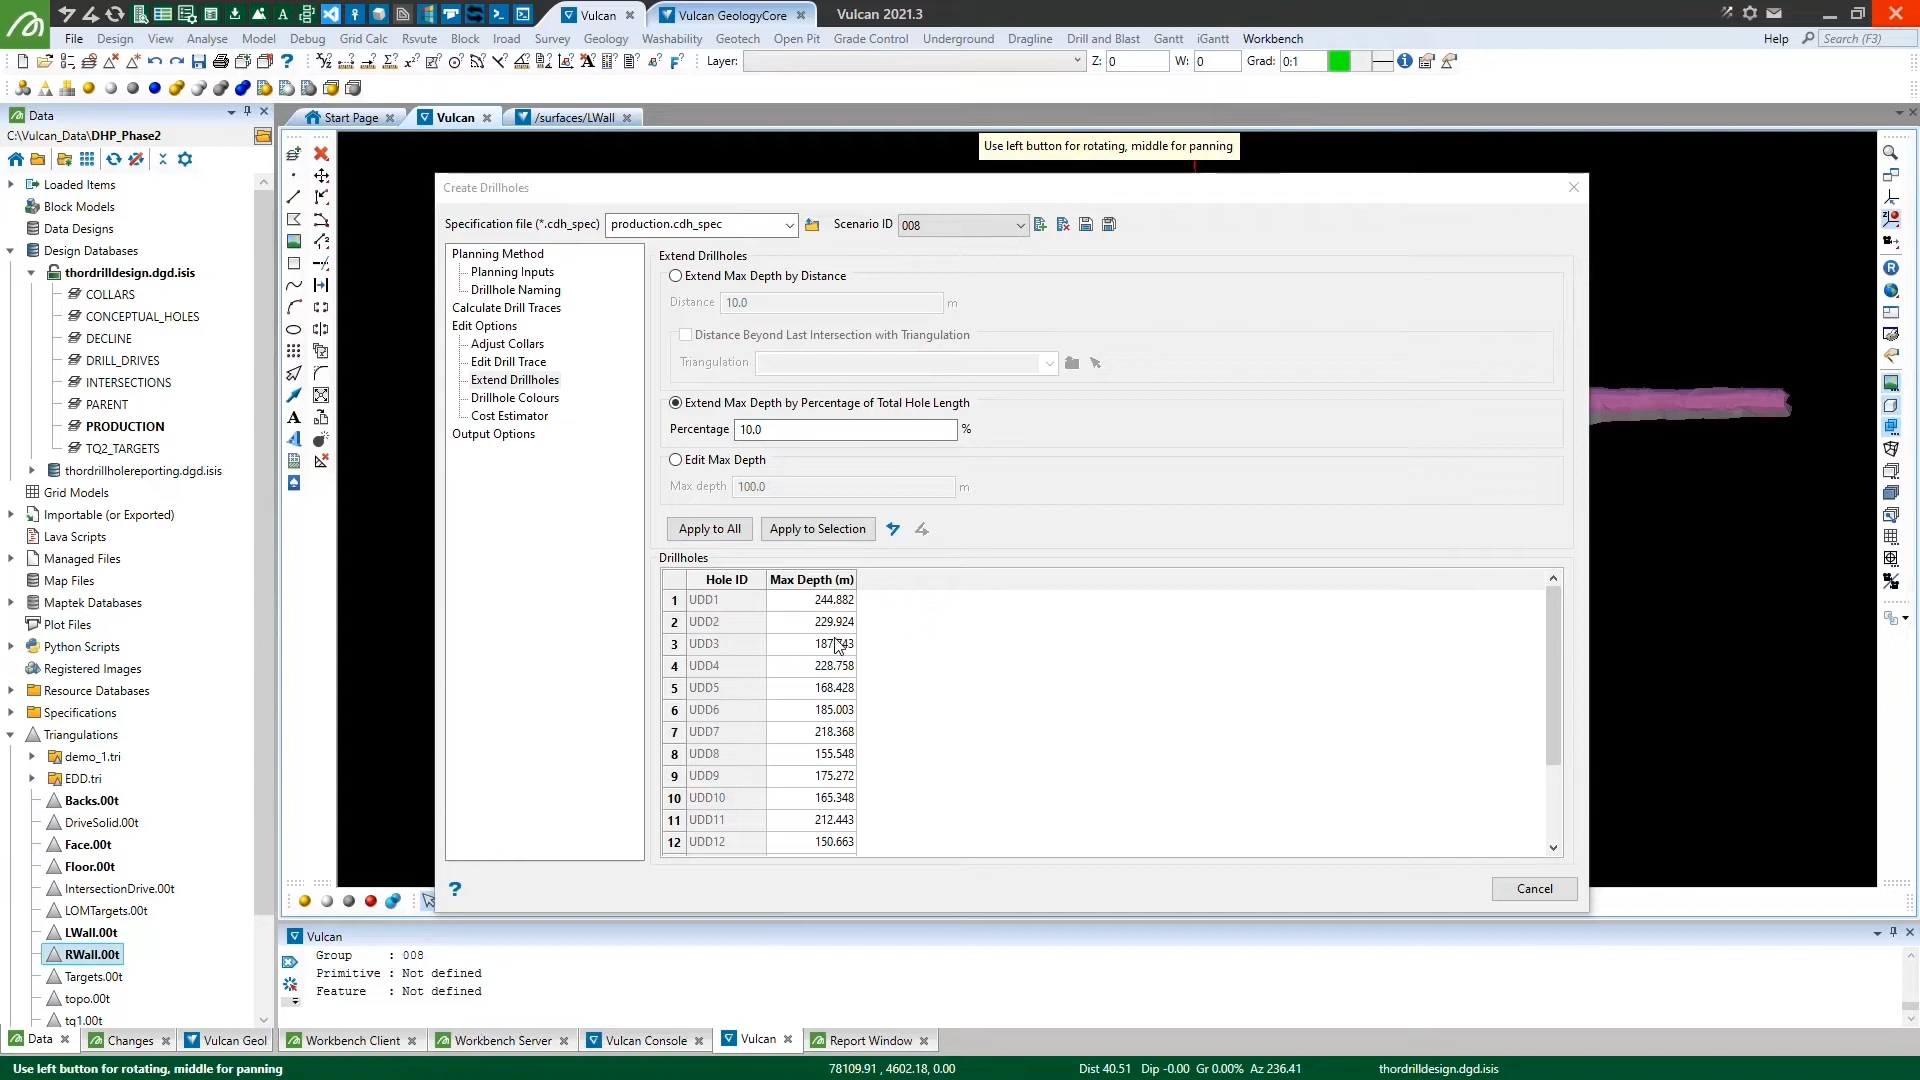 Vulcan
Vulcan GeologyCore
Vulcan 2021.3
File Design View Analyse Model Debug Grid Calc Rsvute Block Iroad Survey Geology Washability Geotech Open Pit Grade Control Underground Dragline Drill and Blast Gantt iGantt Workbench Help Search (F3)
Layer: Z: 0 W: 0 Grad: 0:1
Data
C:\Vulcan_Data\DHP_Phase2
Start Page
Vulcan
/surfaces/LWall
Use left button for rotating, middle for panning
Loaded Items
Block Models
Data Designs
Design Databases
thordrilldesign.dgd.isis
COLLARS
CONCEPTUAL_HOLES
DECLINE
DRILL_DRIVES
INTERSECTIONS
PARENT
PRODUCTION
TQ2_TARGETS
thordrillholereporting.dgd.isis
Grid Models
Importable (or Exported)
Lava Scripts
Managed Files
Map Files
Maptek Databases
Plot Files
Python Scripts
Registered Images
Resource Databases
Specifications
Triangulations
demo_1.tri
EDD.tri
Backs.00t
DriveSolid.00t
Face.00t
Floor.00t
IntersectionDrive.00t
LOMTargets.00t
LWall.00t
RWall.00t
Targets.00t
topo.00t
tq1.00t
Create Drillholes
Specification file (*.cdh_spec) production.cdh_spec Scenario ID 008
Planning Method
Planning Inputs
Drillhole Naming
Calculate Drill Traces
Edit Options
Adjust Collars
Edit Drill Trace
Extend Drillholes
Drillhole Colours
Cost Estimator
Output Options
Extend Drillholes
Extend Max Depth by Distance
Distance 10.0 m
Distance Beyond Last Intersection with Triangulation
Triangulation
Extend Max Depth by Percentage of Total Hole Length
Percentage 10.0 %
Edit Max Depth
Max depth 100.0 m
Apply to All Apply to Selection
Drillholes
Hole ID Max Depth (m)
1 UDD1 244.882
2 UDD2 229.924
3 UDD3
4 UDD4 228.758
5 UDD5 168.428
6 UDD6 185.003
7 UDD7 218.368
8 UDD8 155.548
9 UDD9 175.272
10 UDD10 165.348
11 UDD11 212.443
12 UDD12 150.663
? Cancel
Vulcan
Group : 008
Primitive : Not defined
Feature : Not defined
Data Changes Vulcan Geol Workbench Client Workbench Server Vulcan Console Vulcan Report Window
Use left button for rotating, middle for panning 78109.91 , 4602.18, 0.00 Dist 40.51 Dip -0.00 Gr 0.00% Az 236.41 thordrilldesign.dgd.isis